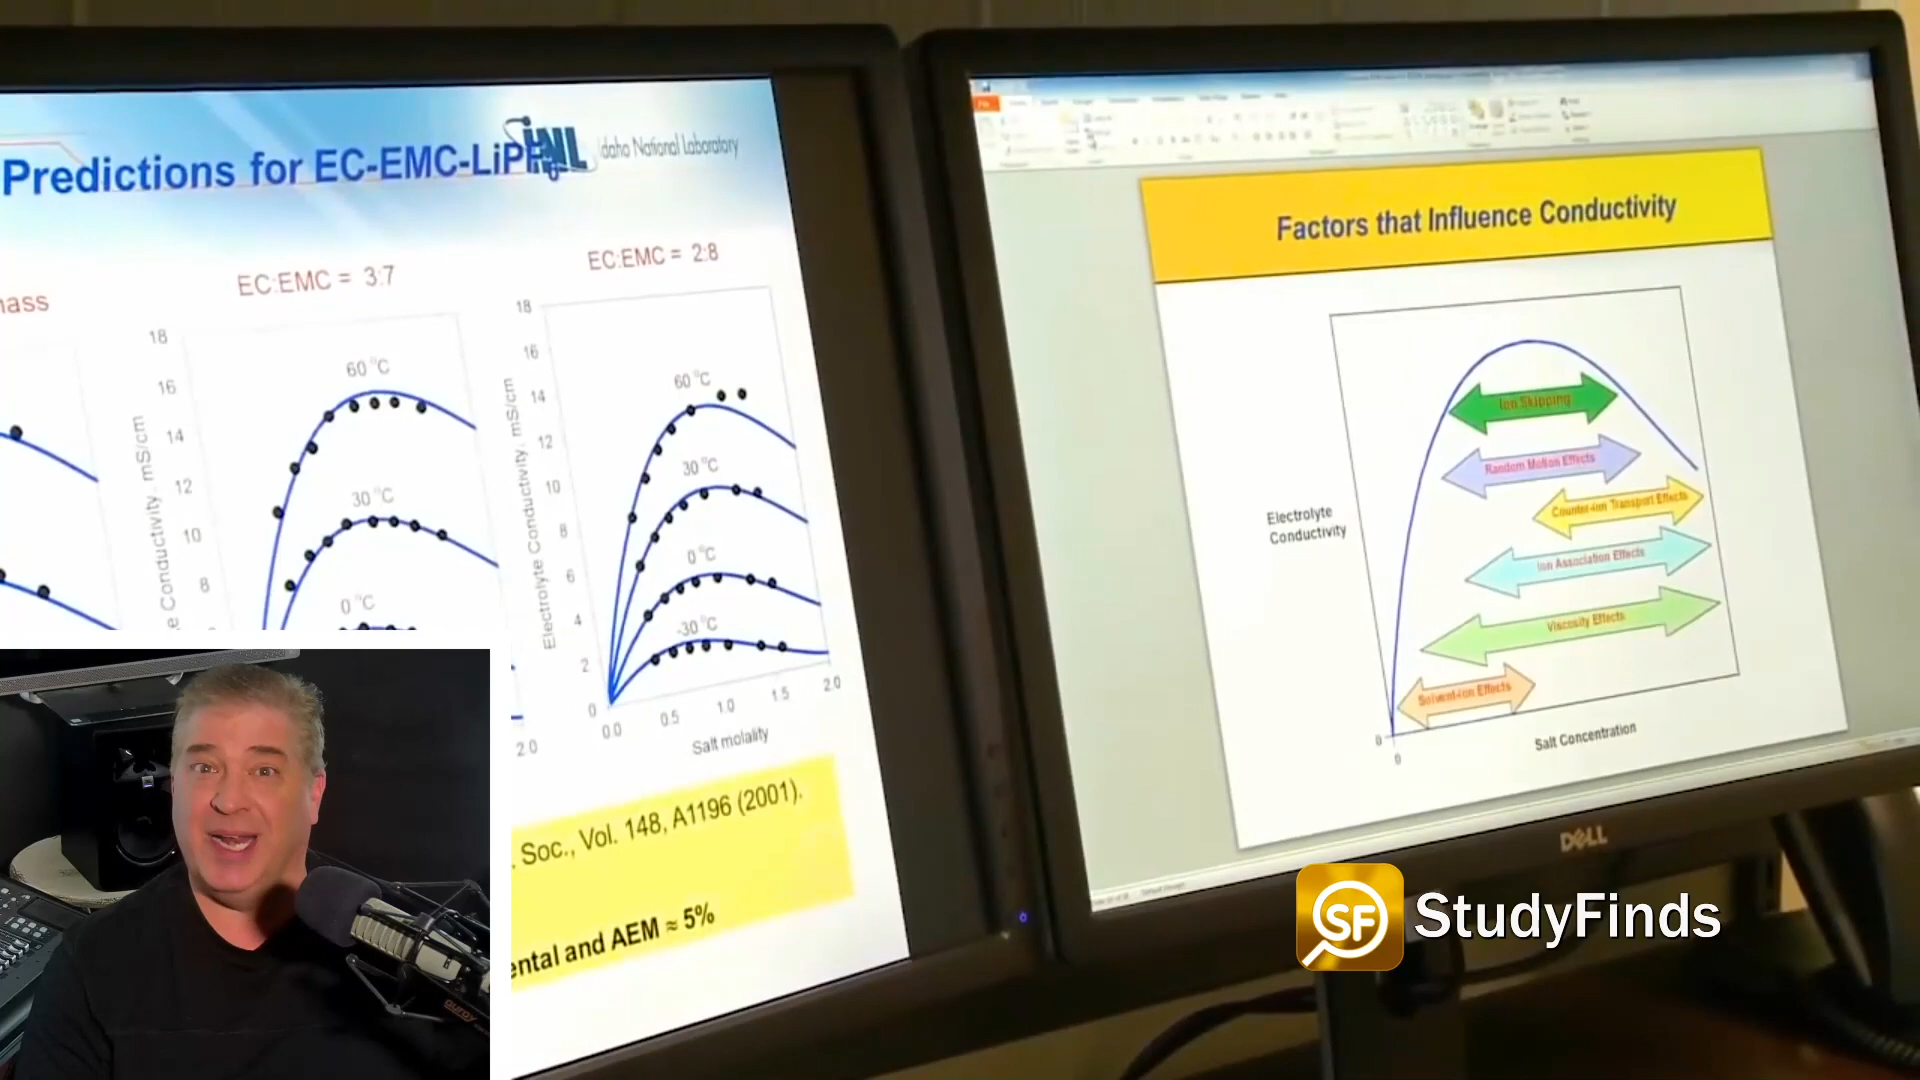 Predictions for EC-EMC-LiPF6
INL Idaho National Laboratory
mass
EC:EMC = 3:7
EC:EMC = 2:8
18
16
14
12
10
8
e Conductivity, mS/cm
60 °C
30 °C
0 °C
2.0
18
16
14
12
10
8
6
4
2
0
Electrolyte Conductivity, mS/cm
60 °C
30 °C
0 °C
-30 °C
0.0
0.5
1.0
1.5
2.0
Salt molality
. Soc., Vol. 148, A1196 (2001).
ental and AEM ≈ 5%
Factors that Influence Conductivity
Electrolyte
Conductivity
Ion Skipping
Random Motion Effects
Counter-ion Transport Effects
Ion Association Effects
Viscosity Effects
Solvent-ion Effects
0
0
Salt Concentration
DELL
SF StudyFinds